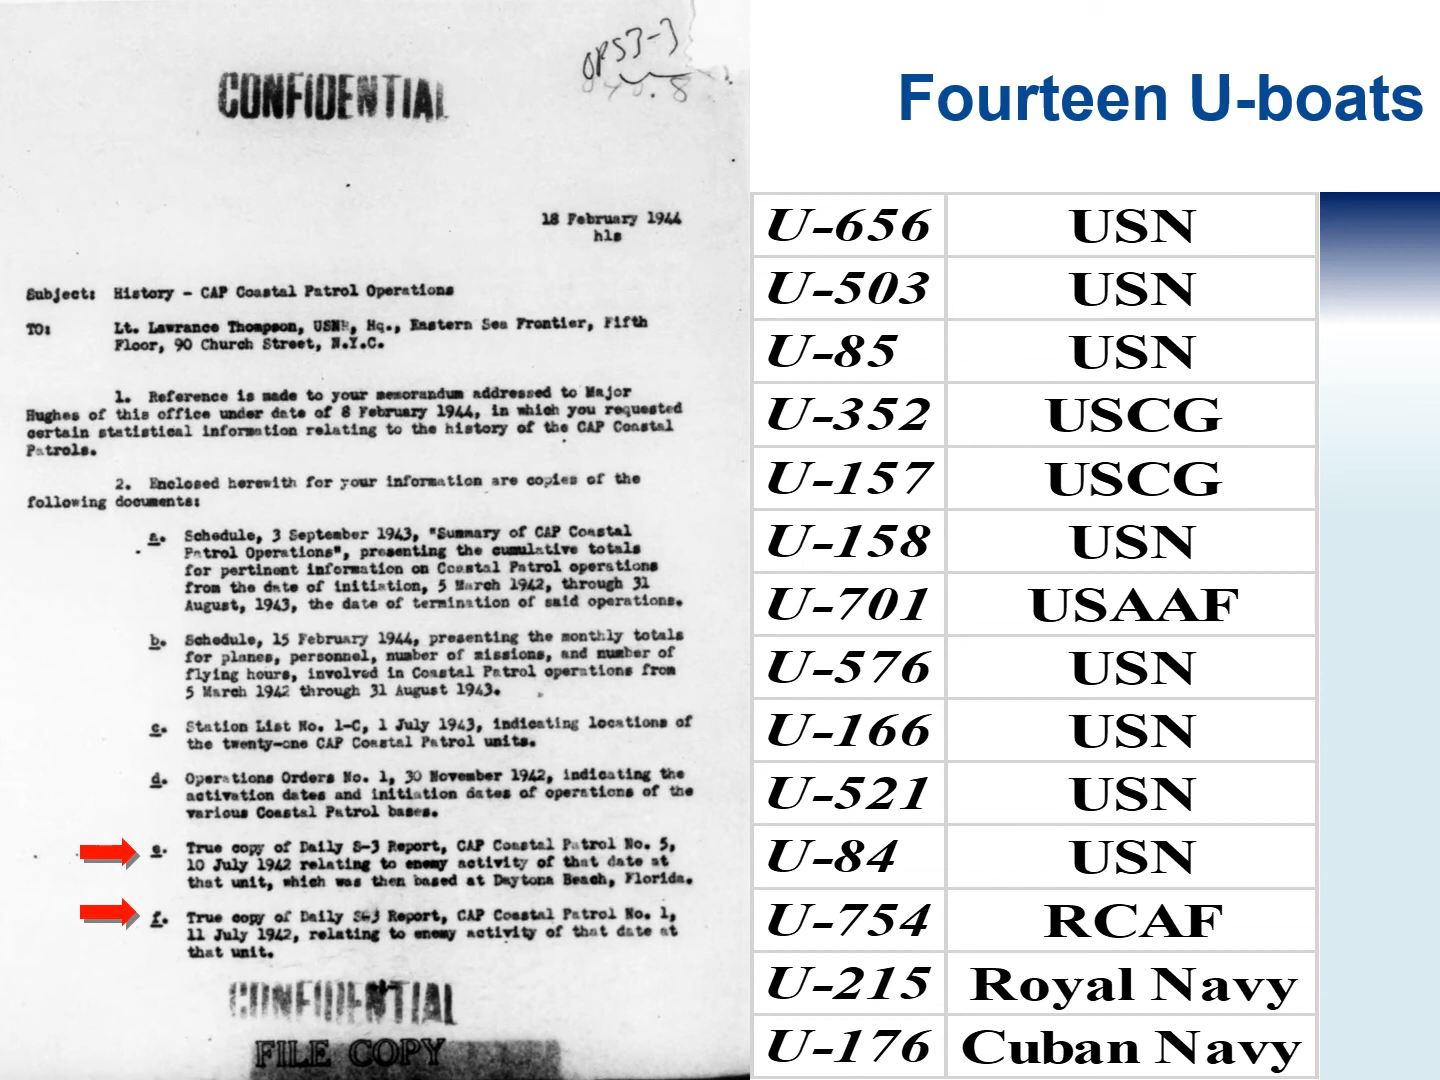 OPS3-3
CONFIDENTIAL
18 February 1944
hls
Subject: History - CAP Coastal Patrol Operations
TO: Lt. Lawrance Thompson, USNR, Hq., Eastern Sea Frontier, Fifth
Floor, 90 Church Street, N.Y.C.
1. Reference is made to your memorandum addressed to Major
Hughes of this office under date of 8 February 1944, in which you requested
certain statistical information relating to the history of the CAP Coastal
Patrols.
2. Enclosed herewith for your information are copies of the
following documents:
a. Schedule, 3 September 1943, "Summary of CAP Coastal
Patrol Operations", presenting the cumulative totals
for pertinent information on Coastal Patrol operations
from the date of initiation, 5 March 1942, through 31
August, 1943, the date of termination of said operations.
b. Schedule, 15 February 1944, presenting the monthly totals
for planes, personnel, number of missions, and number of
flying hours, involved in Coastal Patrol operations from
5 March 1942 through 31 August 1943.
c. Station List No. 1-C, 1 July 1943, indicating locations of
the twenty-one CAP Coastal Patrol units.
d. Operations Orders No. 1, 30 November 1942, indicating the
activation dates and initiation dates of operations of the
various Coastal Patrol bases.
e. True copy of Daily S-3 Report, CAP Coastal Patrol No. 5,
10 July 1942 relating to enemy activity of that date at
that unit, which was then based at Daytona Beach, Florida.
f. True copy of Daily S-3 Report, CAP Coastal Patrol No. 1,
11 July 1942, relating to enemy activity of that date at
that unit.
CONFIDENTIAL
FILE COPY
Fourteen U-boats
U-656 USN
U-503 USN
U-85 USN
U-352 USCG
U-157 USCG
U-158 USN
U-701 USAAF
U-576 USN
U-166 USN
U-521 USN
U-84 USN
U-754 RCAF
U-215 Royal Navy
U-176 Cuban Navy